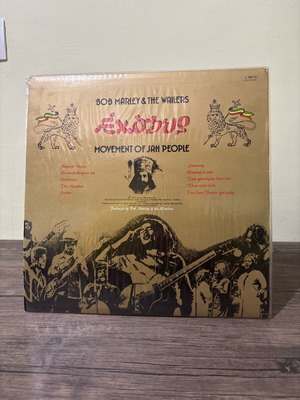 BOB MARLEY & THE WAILERS
Exodus
MOVEMENT OF JAH PEOPLE
Natural Mystic
So much things to say
Guiltiness
The Heathen
Exodus
Jamming
Waiting in vain
Turn your lights down low
Three little birds
One Love / People get ready
Produced by Bob Marley & the Wailers